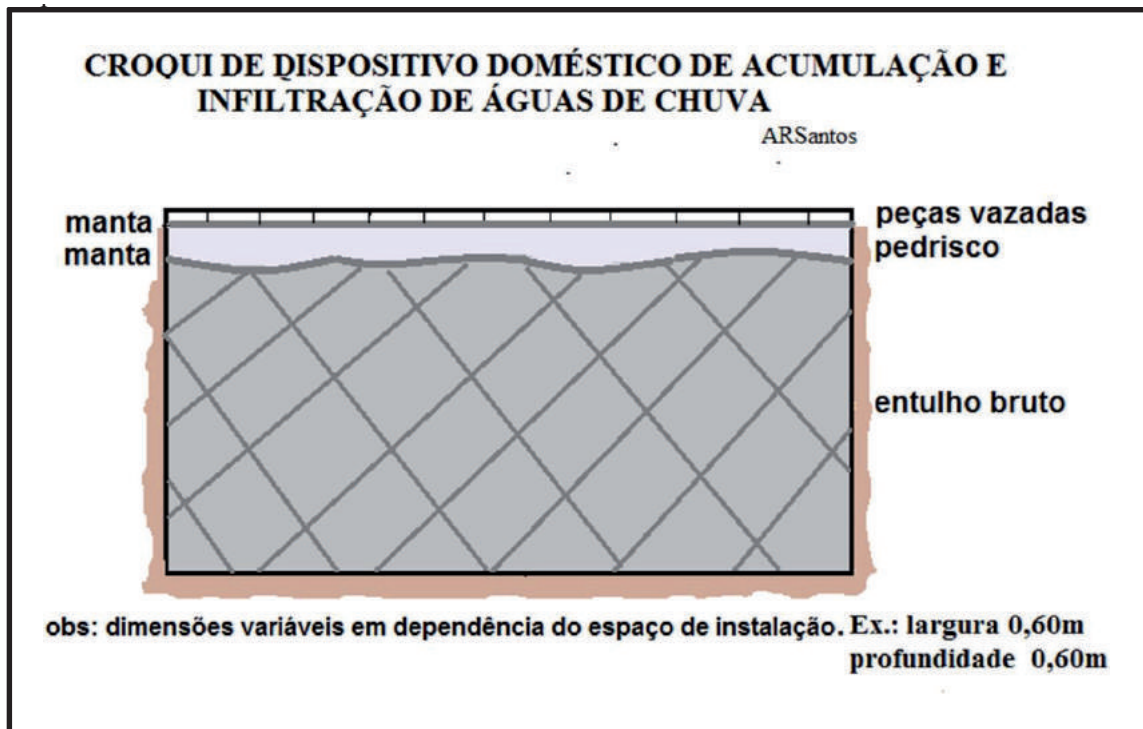 CROQUI DE DISPOSITIVO DOMÉSTICO DE ACUMULAÇÃO E
INFILTRAÇÃO DE ÁGUAS DE CHUVA
ARSantos
manta
peças vazadas
manta
pedrisco
entulho bruto
obs: dimensões variáveis em dependência do espaço de instalação. Ex.: largura 0,60m
profundidade 0,60m